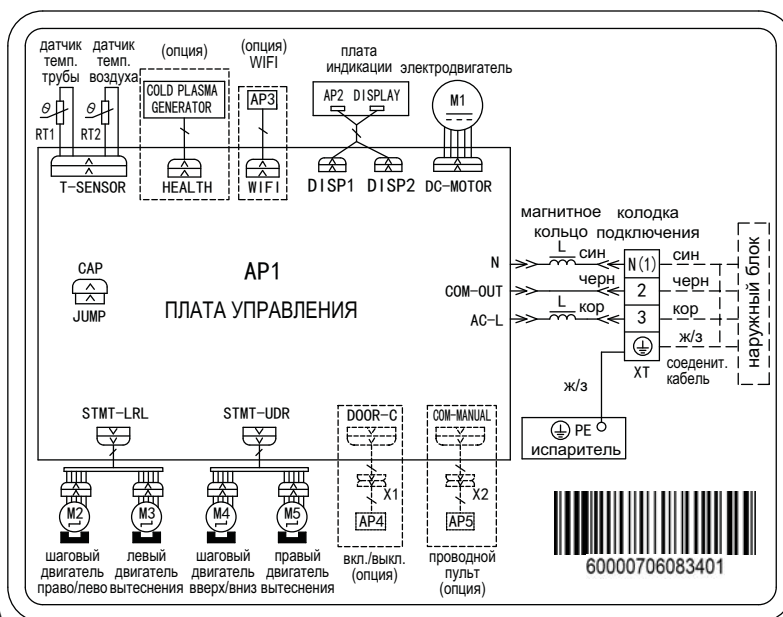 датчик
темп.
трубы
датчик
темп.
воздуха
(опция)
(опция)
WIFI
плата
индикации
электродвигатель
θ
RT1
θ
RT2
COLD PLASMA
GENERATOR
AP3
AP2 DISPLAY
M1
T-SENSOR
HEALTH
WIFI
DISP1
DISP2
DC-MOTOR
магнитное
кольцо
колодка
подключения
N
L
син
N(1)
син
COM-OUT
черн
2
черн
AC-L
L
кор
3
кор
ж/з
XT
соеденит.
кабель
наружный блок
CAP
JUMP
AP1
ПЛАТА УПРАВЛЕНИЯ
ж/з
PE
испаритель
STMT-LRL
STMT-UDR
DOOR-C
COM-MANUAL
X1
X2
M2
M3
M4
M5
AP4
AP5
шаговый
двигатель
право/лево
левый
двигатель
вытеснения
шаговый
двигатель
вверх/вниз
правый
двигатель
вытеснения
вкл./выкл.
(опция)
проводной
пульт
(опция)
60000706083401